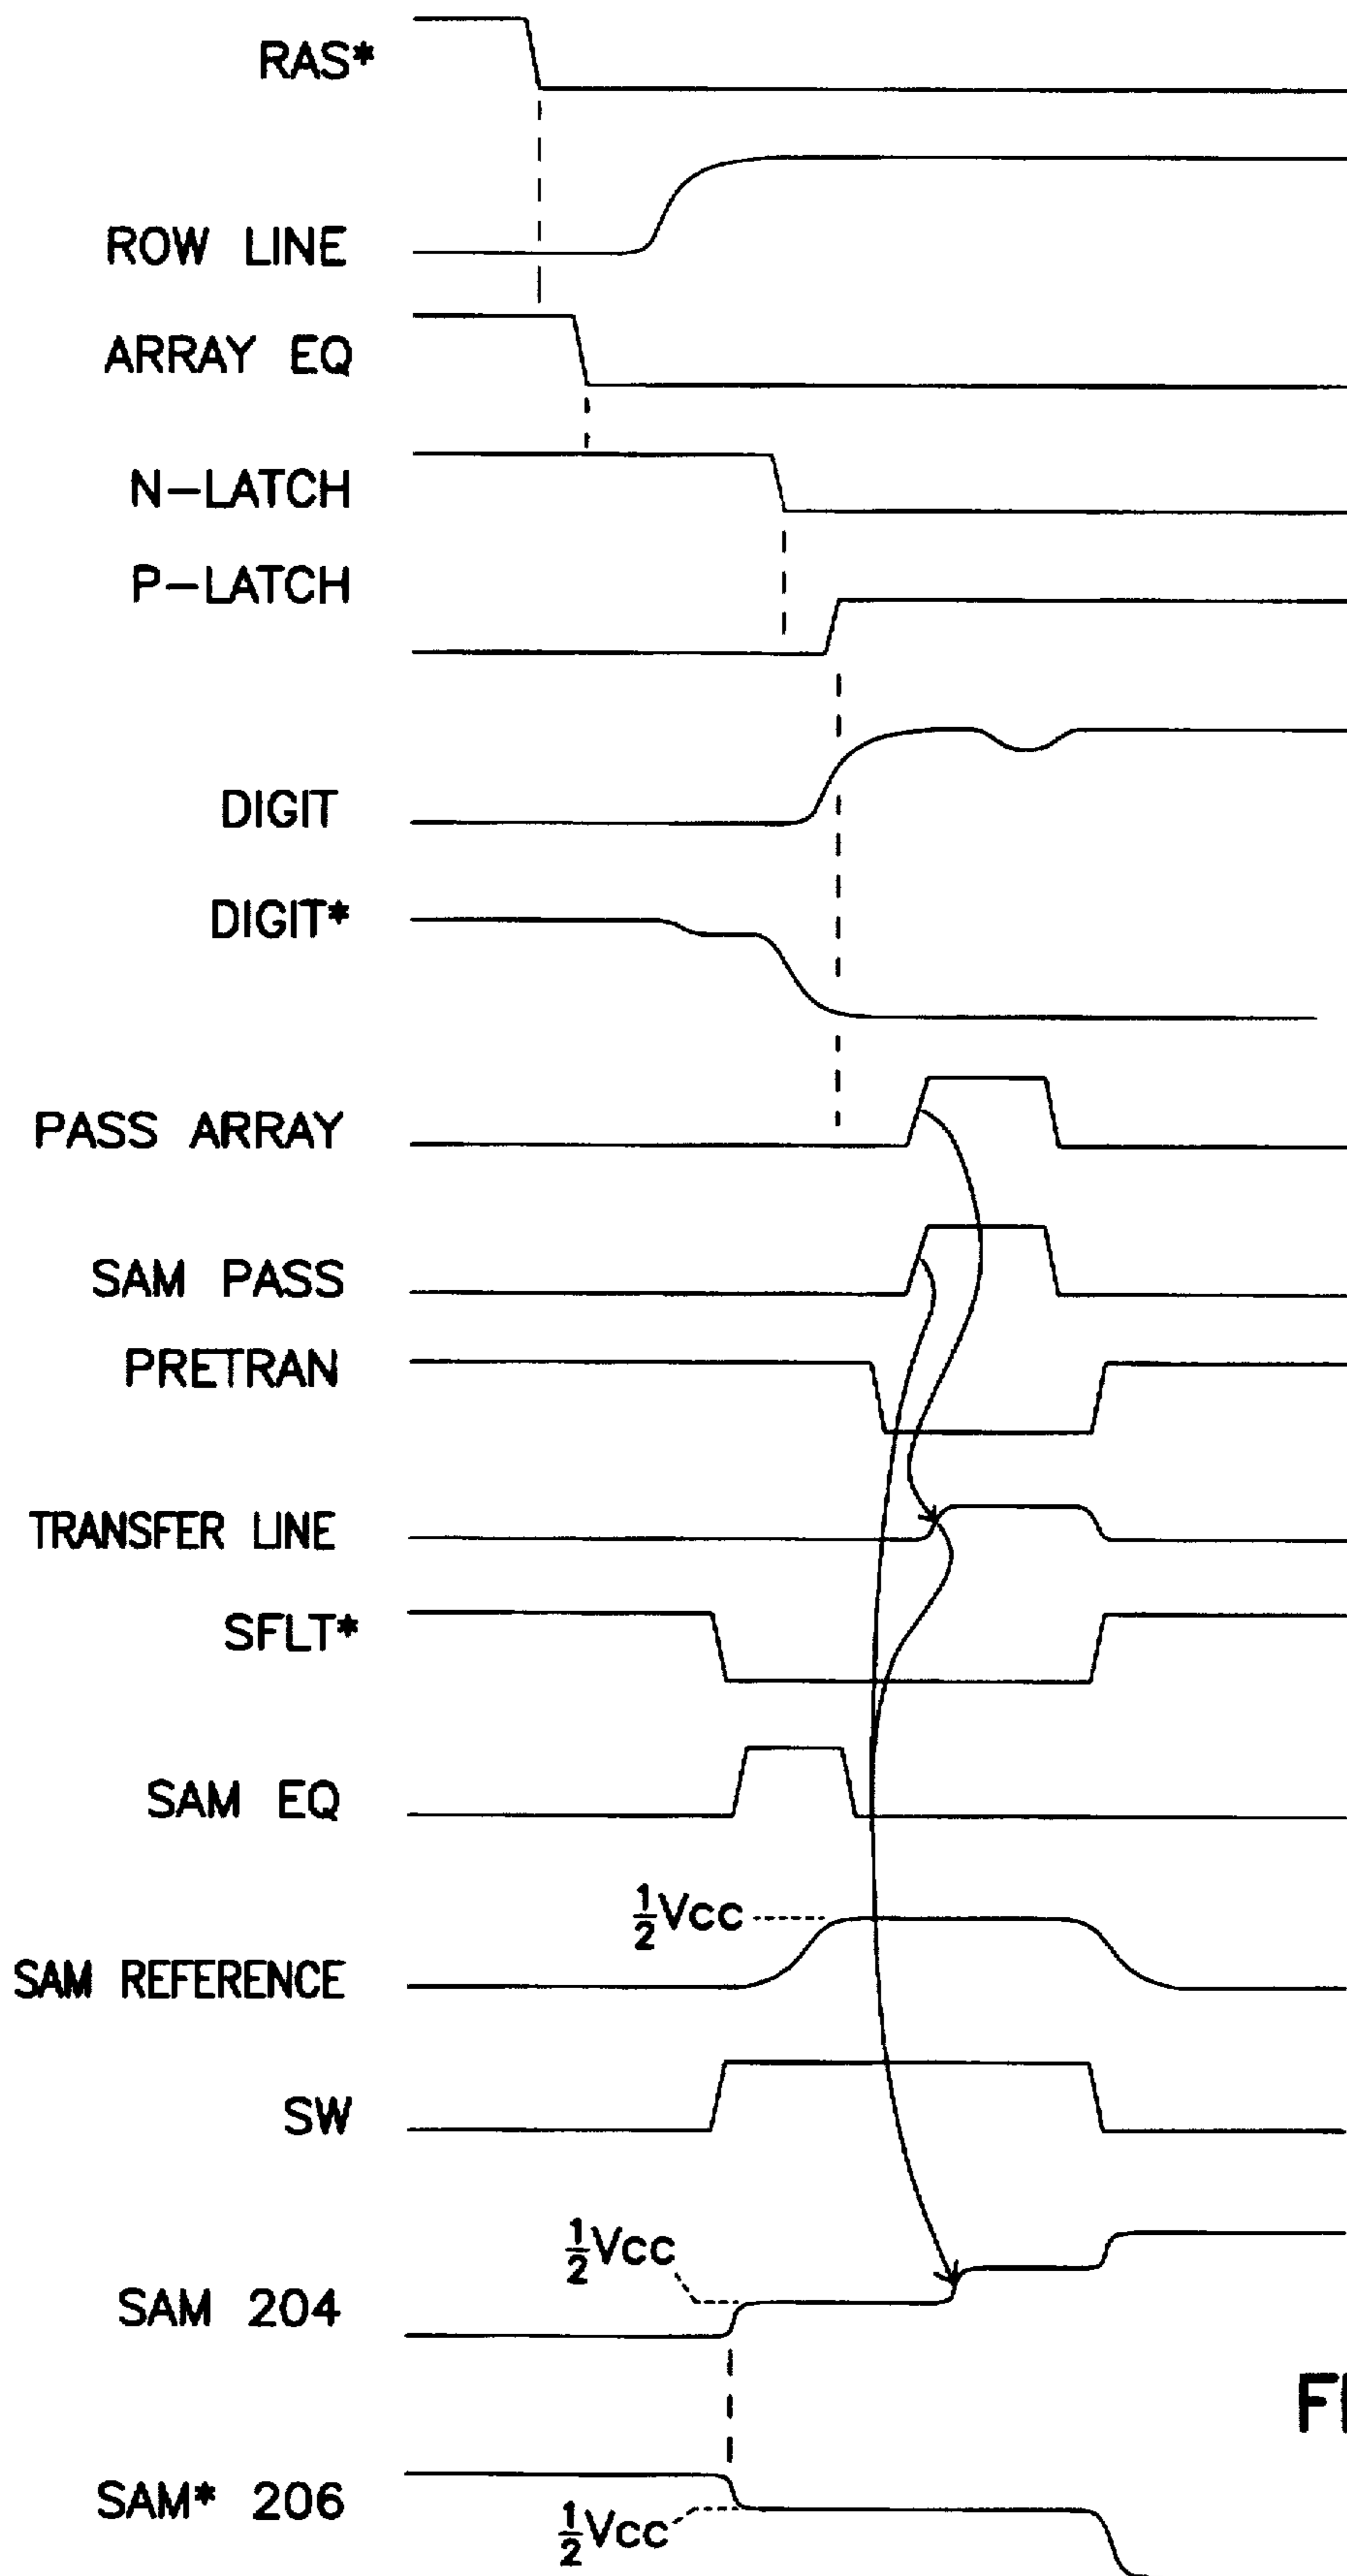 RAS*
ROW LINE
ARRAY EQ
N-LATCH
P-LATCH
DIGIT
DIGIT*
PASS ARRAY
SAM PASS
PRETRAN
TRANSFER LINE
SFLT*
SAM EQ
½Vcc
SAM REFERENCE
SW
½Vcc
SAM 204
SAM* 206
½Vcc